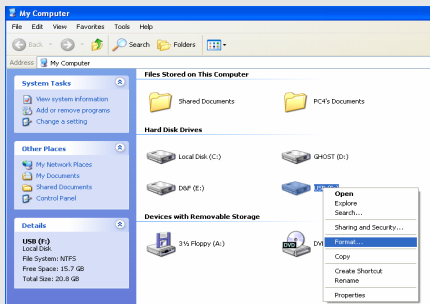 My Computer
File Edit View Favorites Tools Help
Back Search Folders
Address My Computer
System Tasks
View system information
Add or remove programs
Change a setting
Other Places
My Network Places
My Documents
Shared Documents
Control Panel
Details
USB (F:)
Local Disk
File System: NTFS
Free Space: 15.7 GB
Total Size: 20.8 GB
Files Stored on This Computer
Shared Documents PC4's Documents
Hard Disk Drives
Local Disk (C:) GHOST (D:)
D&P (E:)
Devices with Removable Storage
3½ Floppy (A:)
Open
Explore
Search...
Sharing and Security...
Format...
Copy
Create Shortcut
Rename
Properties